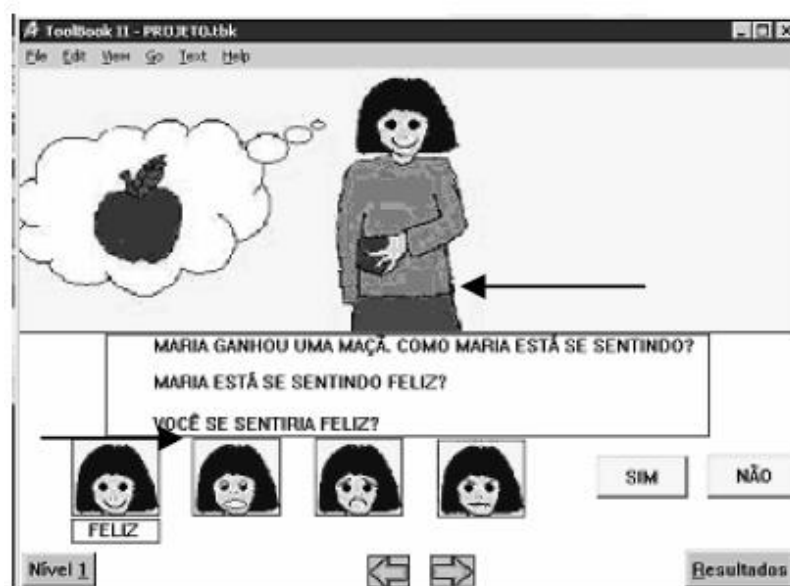 ToolBook II - PROJETO.tbk
File Edit View Go Text Help
MARIA GANHOU UMA MAÇÃ. COMO MARIA ESTÁ SE SENTINDO?
MARIA ESTÁ SE SENTINDO FELIZ?
VOCÊ SE SENTIRIA FELIZ?
SIM NÃO
FELIZ
Nível 1 Resultados